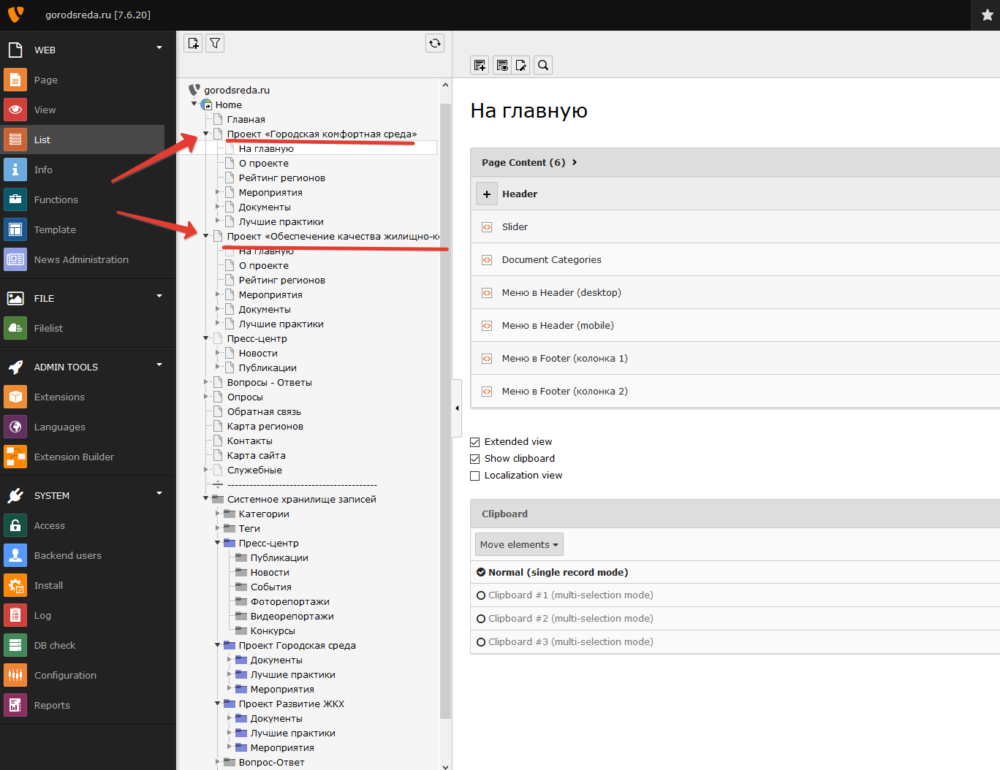 gorodsreda.ru [7.6.20]
WEB
Page
View
List
Info
Functions
Template
News Administration
FILE
Filelist
ADMIN TOOLS
Extensions
Languages
Extension Builder
SYSTEM
Access
Backend users
Install
Log
DB check
Configuration
Reports
gorodsreda.ru
Home
Главная
Проект «Городская комфортная среда»
На главную
О проекте
Рейтинг регионов
Мероприятия
Документы
Лучшие практики
Проект «Обеспечение качества жилищно-ко
На главную
О проекте
Рейтинг регионов
Мероприятия
Документы
Лучшие практики
Пресс-центр
Новости
Публикации
Вопросы - Ответы
Опросы
Обратная связь
Карта регионов
Контакты
Карта сайта
Служебные
-----------------------------------------
Системное хранилище записей
Категории
Теги
Пресс-центр
Публикации
Новости
События
Фоторепортажи
Видеорепортажи
Конкурсы
Проект Городская среда
Документы
Лучшие практики
Мероприятия
Проект Развитие ЖКХ
Документы
Лучшие практики
Мероприятия
Вопрос-Ответ
На главную
Page Content (6)
Header
Slider
Document Categories
Меню в Header (desktop)
Меню в Header (mobile)
Меню в Footer (колонка 1)
Меню в Footer (колонка 2)
Extended view
Show clipboard
Localization view
Clipboard
Move elements
Normal (single record mode)
Clipboard #1 (multi-selection mode)
Clipboard #2 (multi-selection mode)
Clipboard #3 (multi-selection mode)